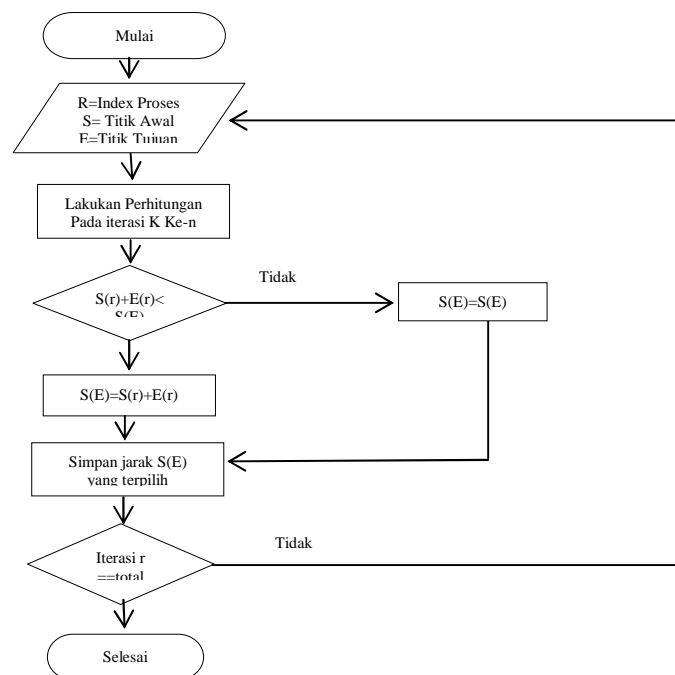 Mulai
R=Index Proses
S= Titik Awal
E=Titik Tujuan
Lakukan Perhitungan
Pada iterasi K Ke-n
Tidak
S(r)+E(r)<
S(E)
S(E)=S(E)
S(E)=S(r)+E(r)
Simpan jarak S(E)
yang terpilih
Tidak
Iterasi r
==total
Selesai